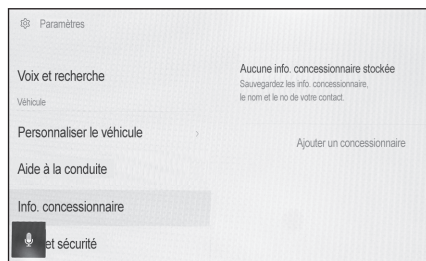 Paramètres
Voix et recherche
Véhicule
Personnaliser le véhicule
Aide à la conduite
Info. concessionnaire
et sécurité
Aucune info. concessionnaire stockée
Sauvegardez les info. concessionnaire,
le nom et le no de votre contact.
Ajouter un concessionnaire